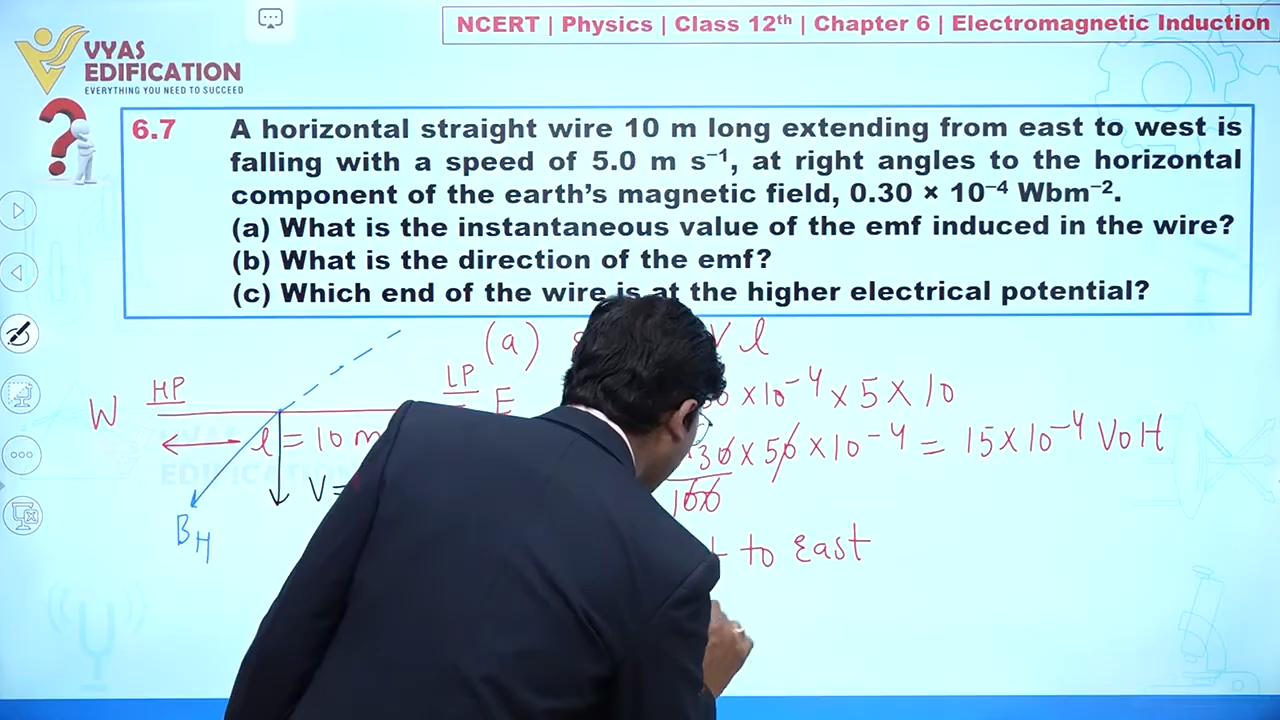 NCERT | Physics | Class 12th | Chapter 6 | Electromagnetic Induction
VYAS
EDIFICATION
EVERYTHING YOU NEED TO SUCCEED
6.7 A horizontal straight wire 10 m long extending from east to west is
falling with a speed of 5.0 m s⁻¹, at right angles to the horizontal
component of the earth's magnetic field, 0.30 × 10⁻⁴ Wbm⁻².
(a) What is the instantaneous value of the emf induced in the wire?
(b) What is the direction of the emf?
(c) Which end of the wire is at the higher electrical potential?
(a) V l
W HP LP E
0 × 10⁻⁴ × 5 × 10
l = 10 m
30 × 50 × 10⁻⁴ = 15 × 10⁻⁴ Volt
100
V =
B_H
to East